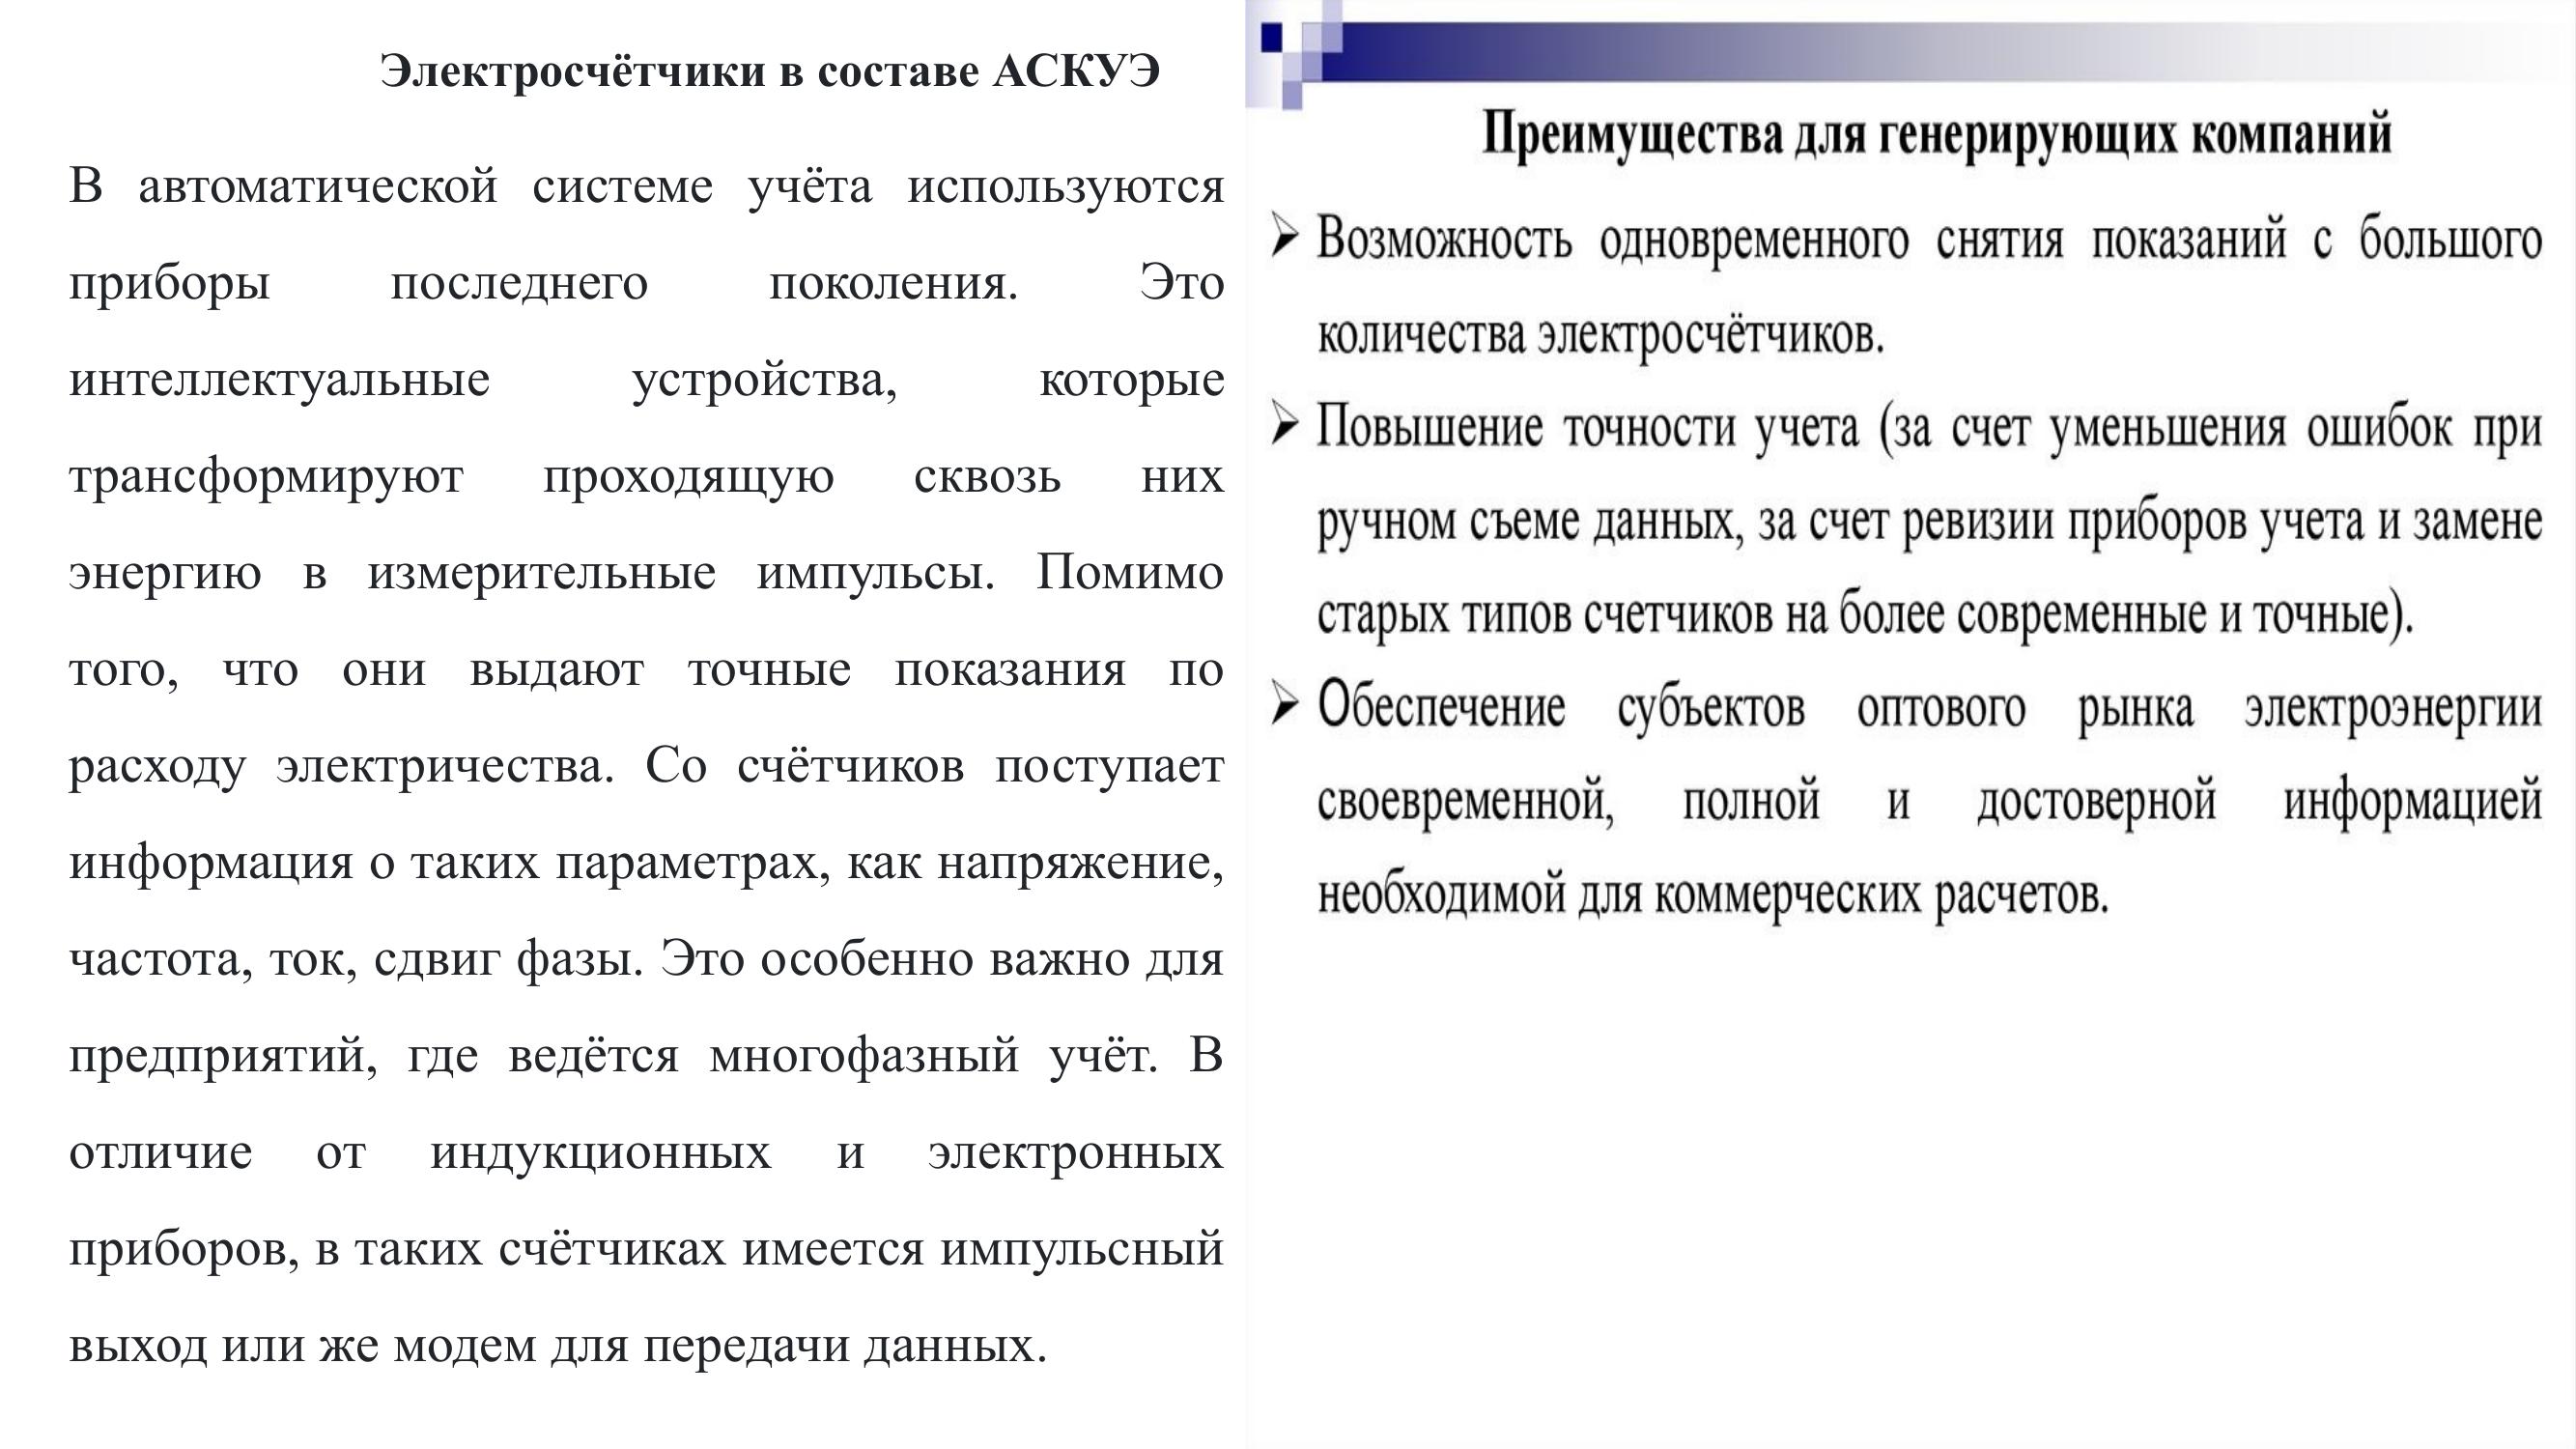 Электросчётчики в составе АСКУЭ
В автоматической системе учёта используются
приборы последнего поколения. Это
интеллектуальные устройства, которые
трансформируют проходящую сквозь них
энергию в измерительные импульсы. Помимо
того, что они выдают точные показания по
расходу электричества. Со счётчиков поступает
информация о таких параметрах, как напряжение,
частота, ток, сдвиг фазы. Это особенно важно для
предприятий, где ведётся многофазный учёт. В
отличие от индукционных и электронных
приборов, в таких счётчиках имеется импульсный
выход или же модем для передачи данных.
Преимущества для генерирующих компаний
➢ Возможность одновременного снятия показаний с большого
количества электросчётчиков.
➢ Повышение точности учета (за счет уменьшения ошибок при
ручном съеме данных, за счет ревизии приборов учета и замене
старых типов счетчиков на более современные и точные).
➢ Обеспечение субъектов оптового рынка электроэнергии
своевременной, полной и достоверной информацией
необходимой для коммерческих расчетов.